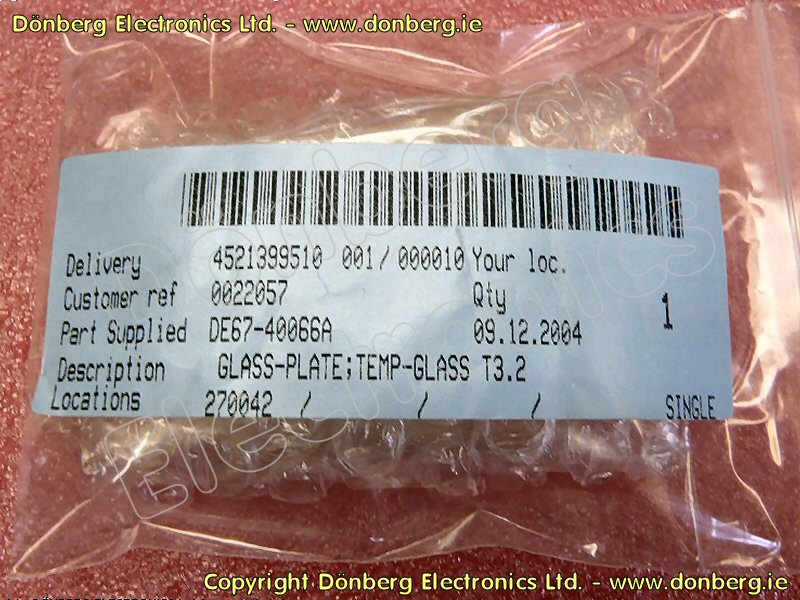 Dönberg Electronics Ltd. - www.donberg.ie
Delivery 4521399510 001/ 000010 Your loc.
Customer ref 0022057 Qty 1
Part Supplied DE67-40066A 09.12.2004
Description GLASS-PLATE;TEMP-GLASS T3.2
Locations 270042 / / / SINGLE
Dönberg Electronics
Copyright Dönberg Electronics Ltd. - www.donberg.ie